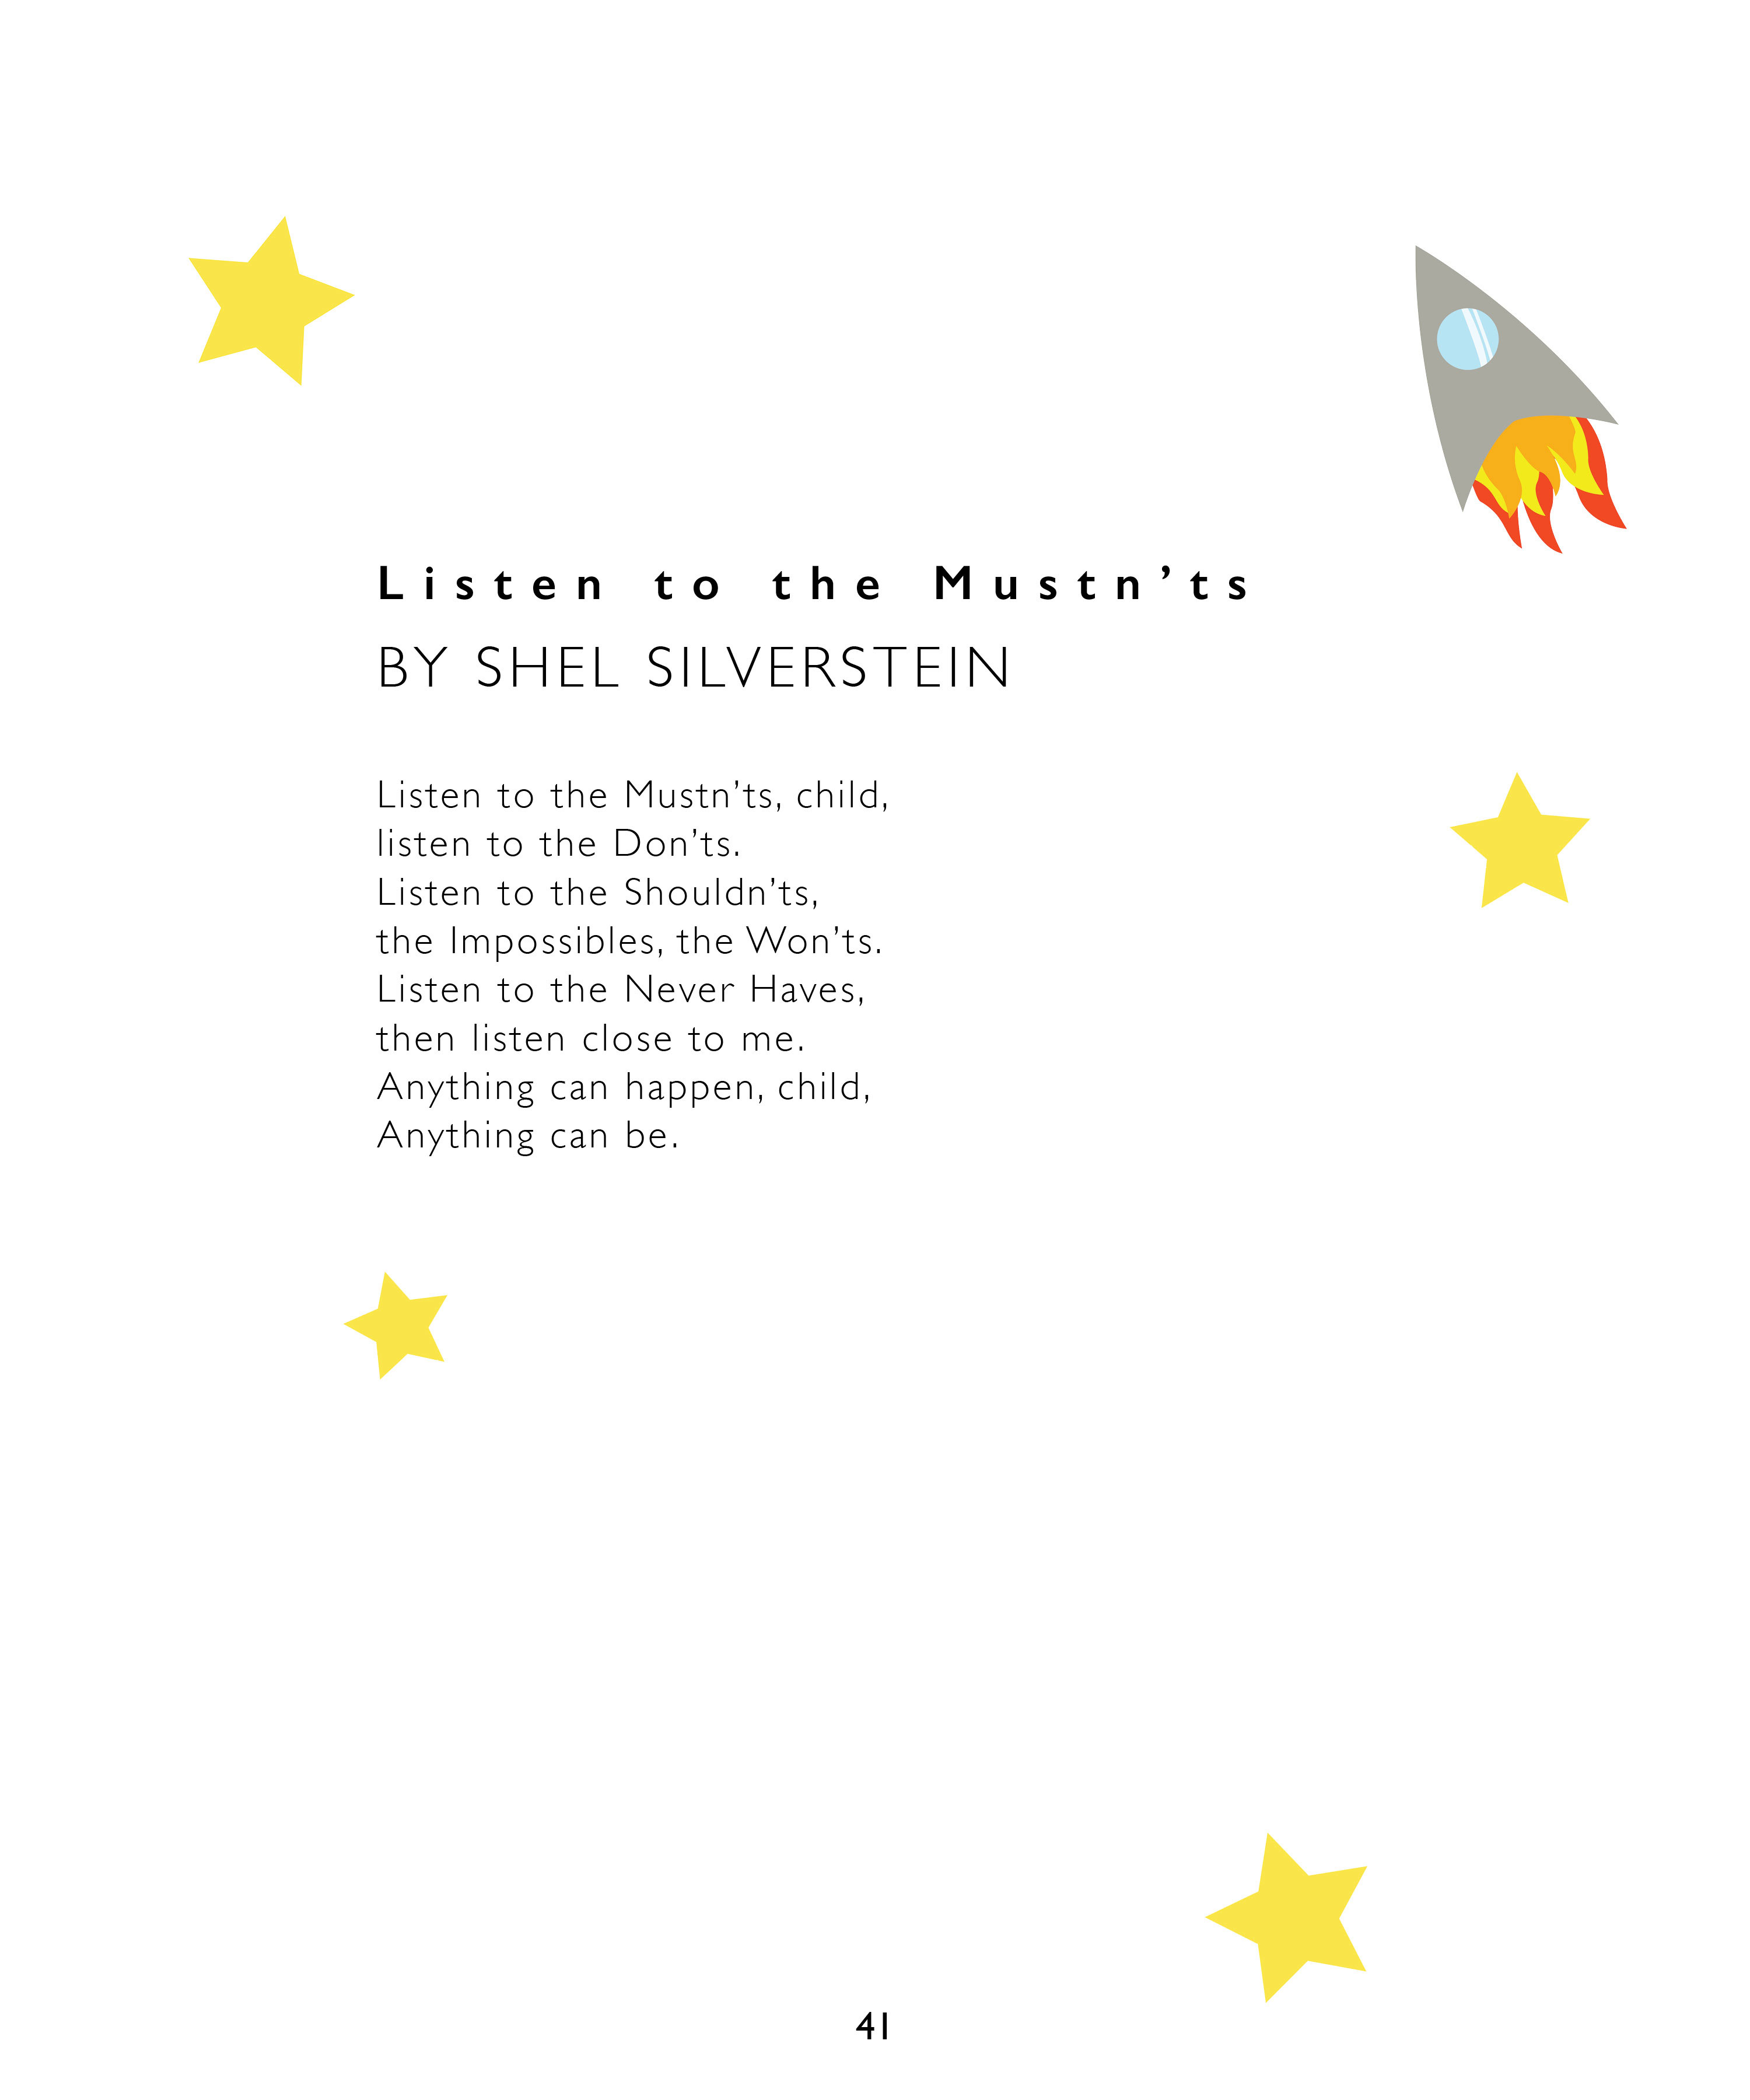 Listen to the Mustn’ts
BY SHEL SILVERSTEIN
Listen to the Mustn’ts, child,
listen to the Don’ts.
Listen to the Shouldn’ts,
the Impossibles, the Won’ts.
Listen to the Never Haves,
then listen close to me.
Anything can happen, child,
Anything can be.
41